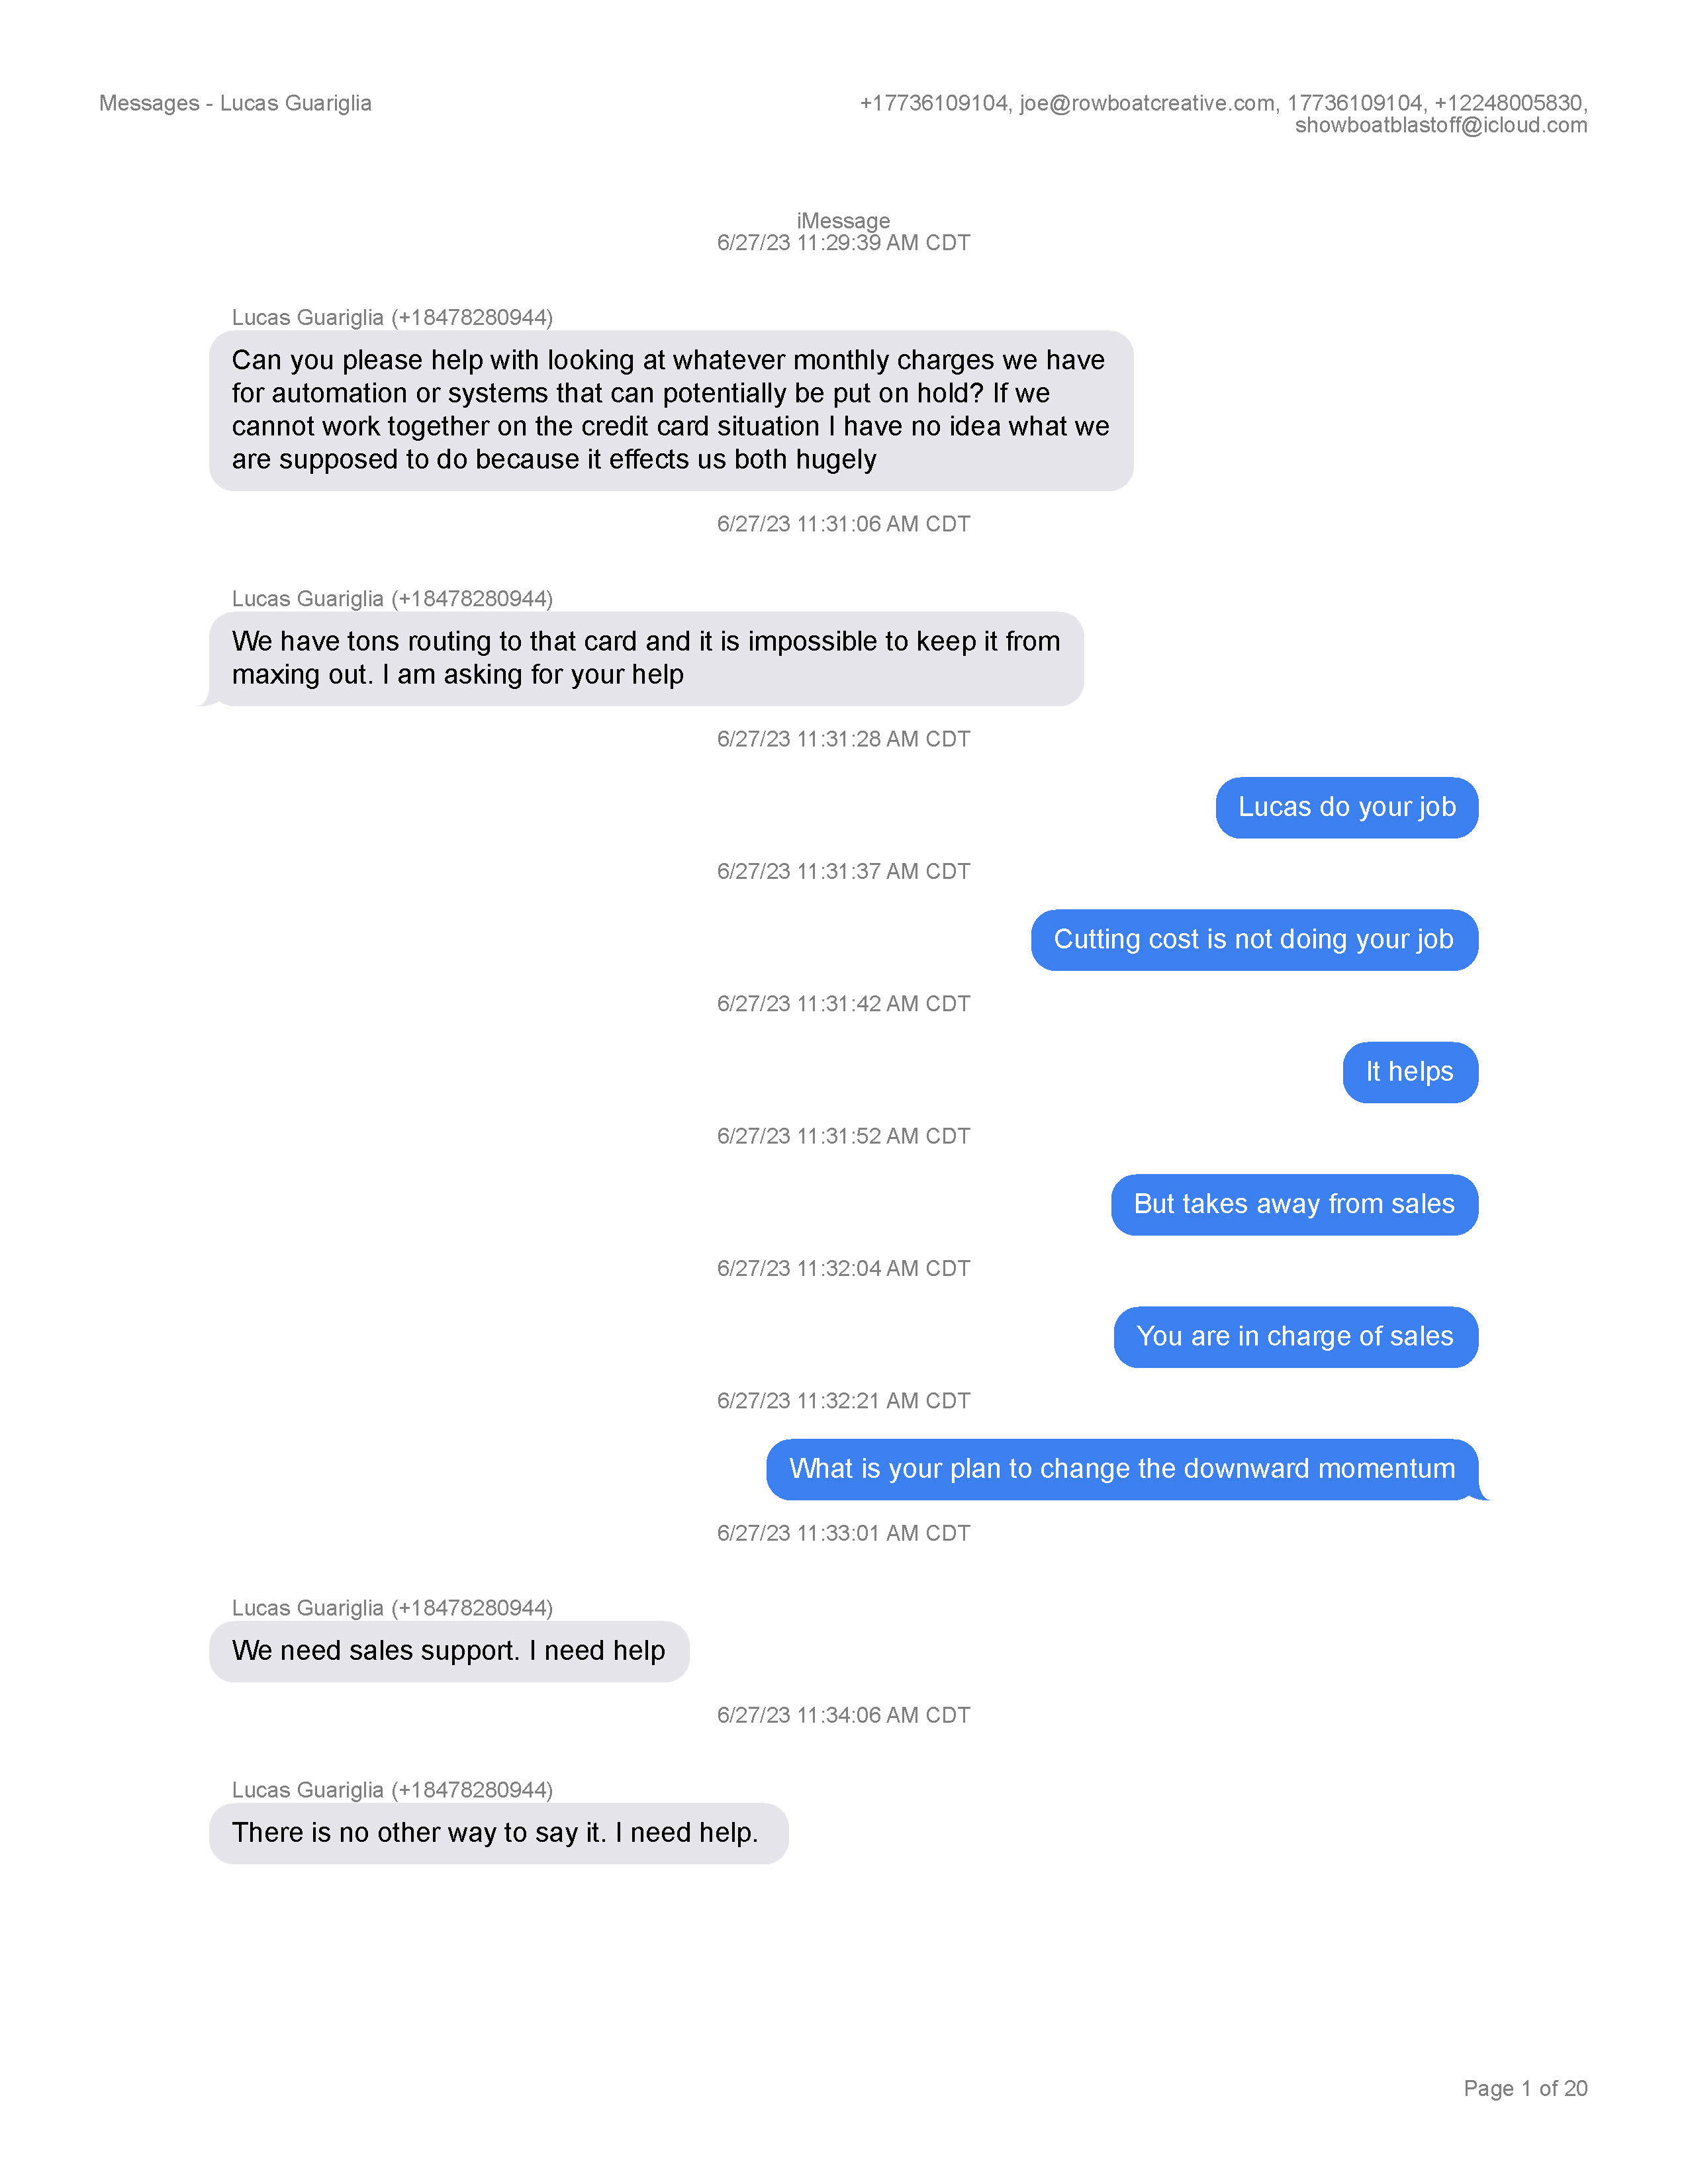 Messages - Lucas Guariglia
+17736109104, joe@rowboatcreative.com, 17736109104, +12248005830,
showboatblastoff@icloud.com
iMessage
6/27/23 11:29:39 AM CDT
Lucas Guariglia (+18478280944)
Can you please help with looking at whatever monthly charges we have
for automation or systems that can potentially be put on hold? If we
cannot work together on the credit card situation I have no idea what we
are supposed to do because it effects us both hugely
6/27/23 11:31:06 AM CDT
Lucas Guariglia (+18478280944)
We have tons routing to that card and it is impossible to keep it from
maxing out. I am asking for your help
6/27/23 11:31:28 AM CDT
Lucas do your job
6/27/23 11:31:37 AM CDT
Cutting cost is not doing your job
6/27/23 11:31:42 AM CDT
It helps
6/27/23 11:31:52 AM CDT
But takes away from sales
6/27/23 11:32:04 AM CDT
You are in charge of sales
6/27/23 11:32:21 AM CDT
What is your plan to change the downward momentum
6/27/23 11:33:01 AM CDT
Lucas Guariglia (+18478280944)
We need sales support. I need help
6/27/23 11:34:06 AM CDT
Lucas Guariglia (+18478280944)
There is no other way to say it. I need help.
Page 1 of 20